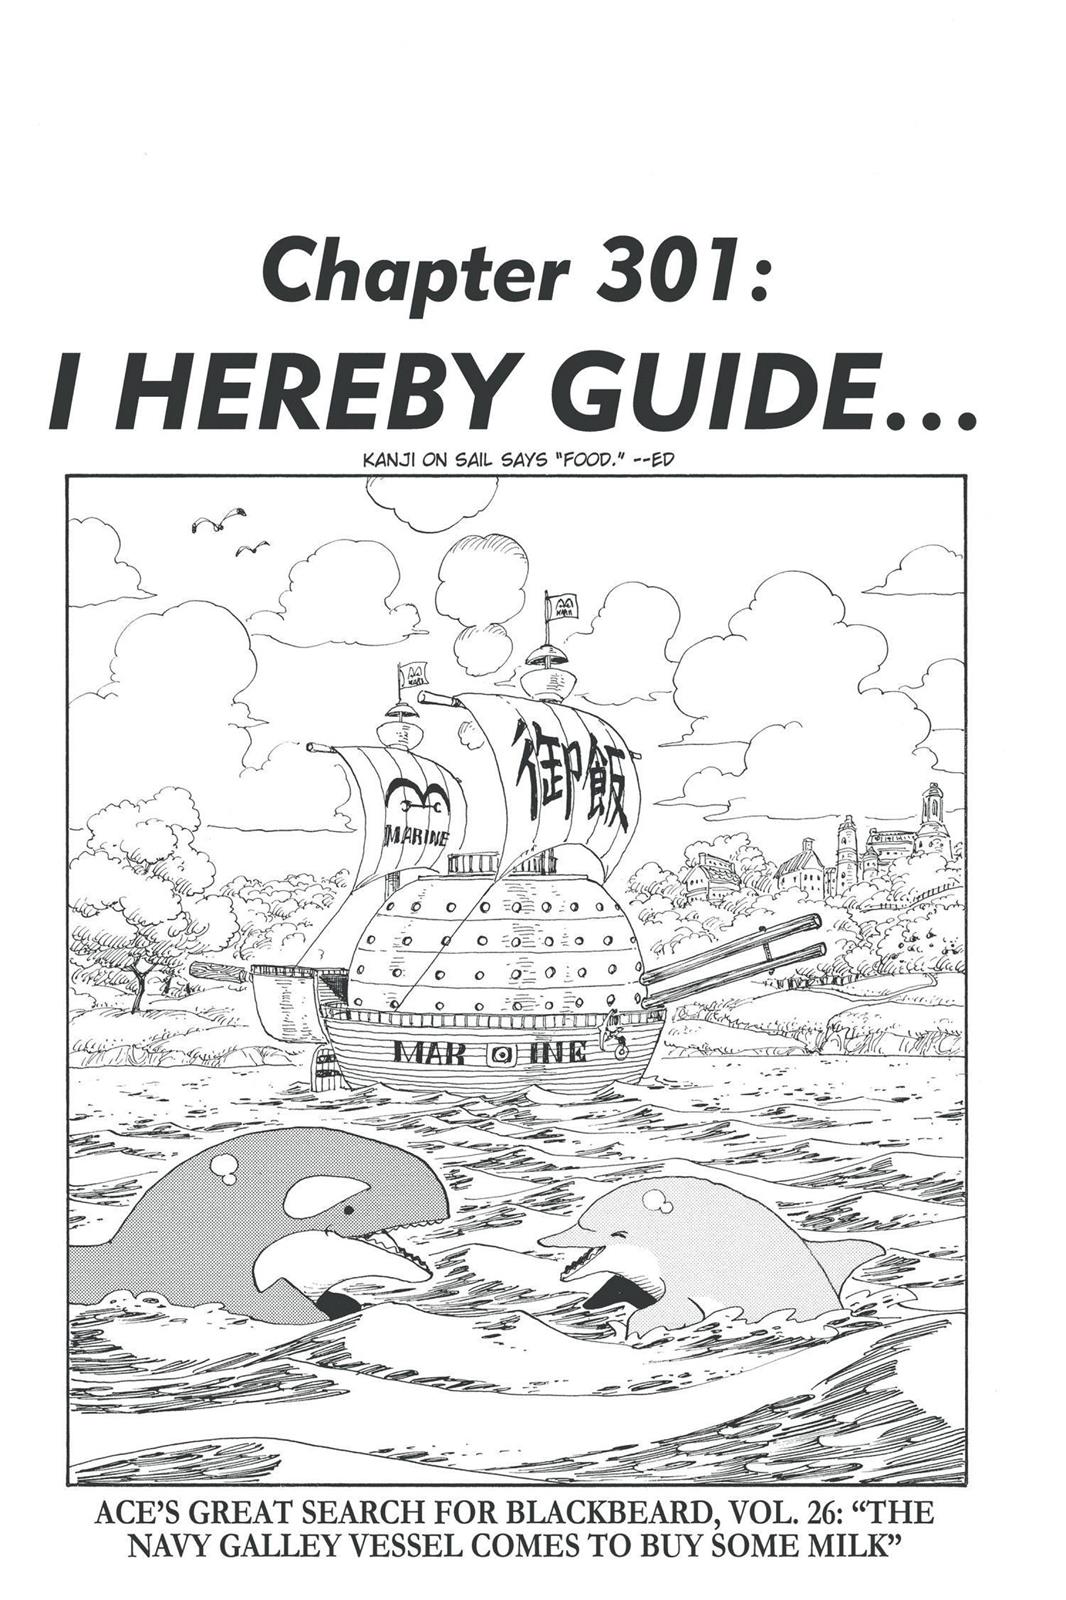 Chapter 301:
I HEREBY GUIDE...
KANJI ON SAIL SAYS "FOOD." --ED
御飯
MARINE
MAR INE
ACE'S GREAT SEARCH FOR BLACKBEARD, VOL. 26: “THE
NAVY GALLEY VESSEL COMES TO BUY SOME MILK”